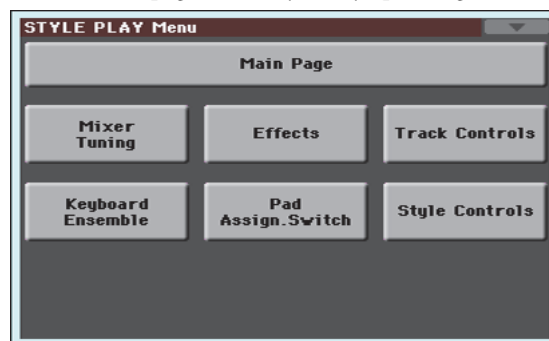 STYLE PLAY Menu
Main Page
Mixer
Tuning
Effects
Track Controls
Keyboard
Ensemble
Pad
Assign.Switch
Style Controls